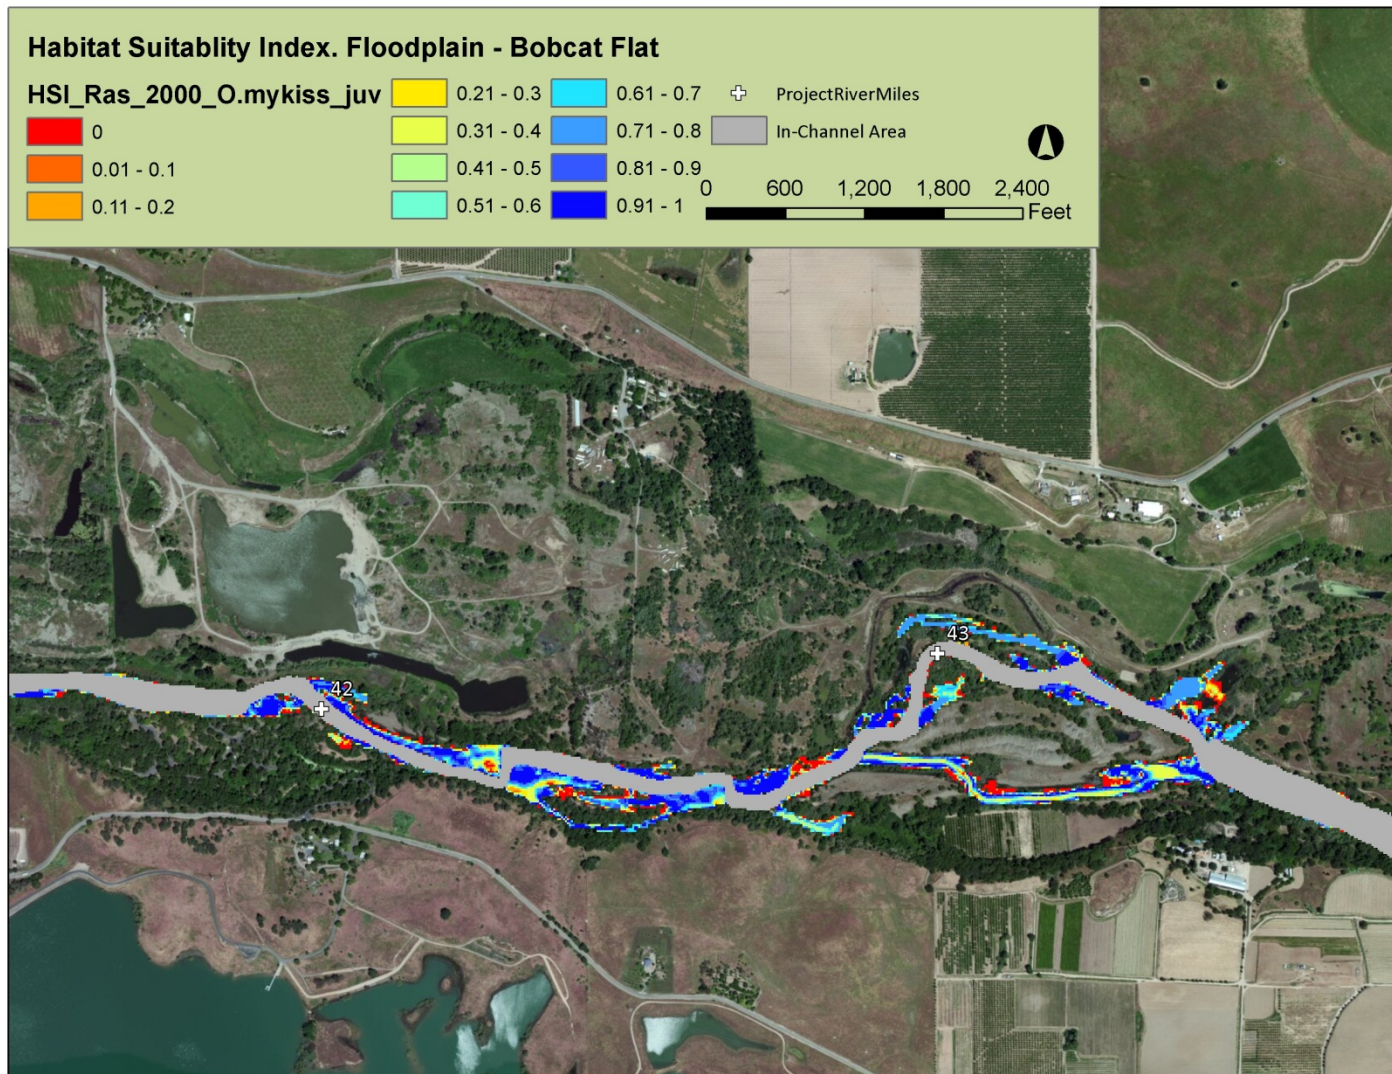 Habitat Suitablity Index. Floodplain - Bobcat Flat
HSI_Ras_2000_O.mykiss_juv
0
0.01 - 0.1
0.11 - 0.2
0.21 - 0.3
0.31 - 0.4
0.41 - 0.5
0.51 - 0.6
0.61 - 0.7
0.71 - 0.8
0.81 - 0.9
0.91 - 1
ProjectRiverMiles
In-Channel Area
0 600 1,200 1,800 2,400
Feet
43
42